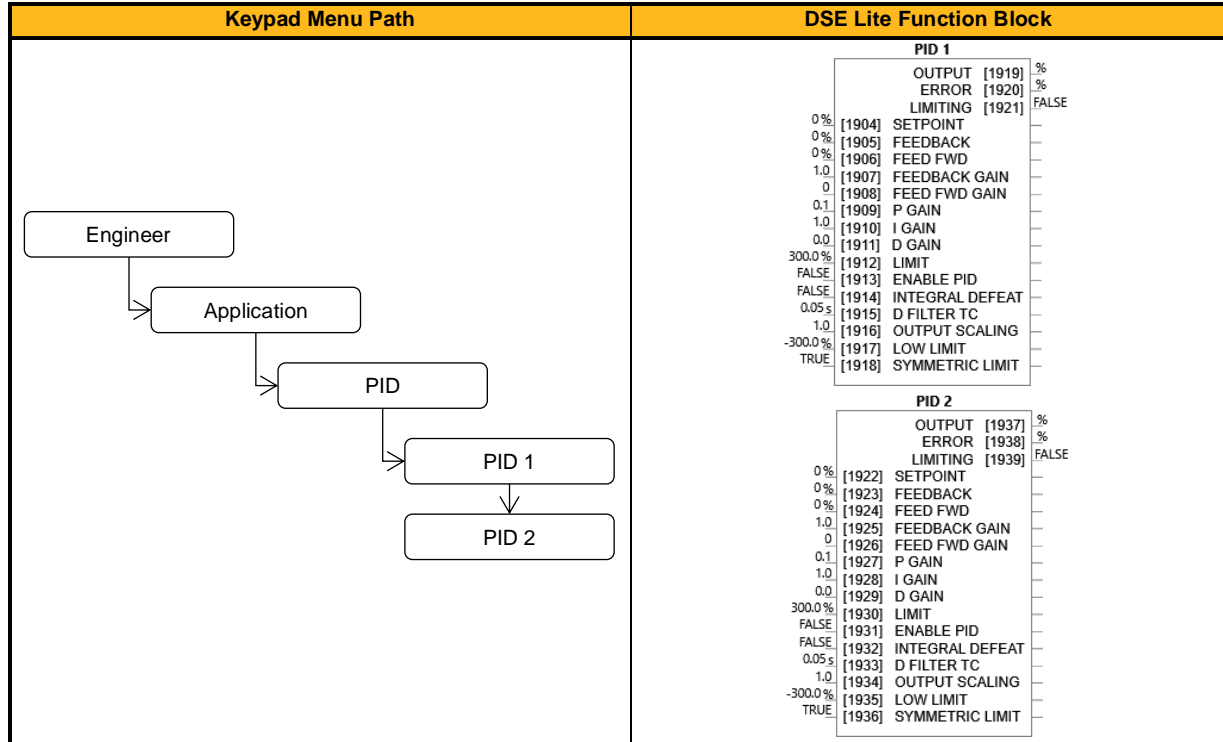 Keypad Menu Path
DSE Lite Function Block
Engineer
Application
PID
PID 1
PID 2
PID 1
OUTPUT [1919] %
ERROR [1920] %
LIMITING [1921] FALSE
0% [1904] SETPOINT
0% [1905] FEEDBACK
0% [1906] FEED FWD
1.0 [1907] FEEDBACK GAIN
0 [1908] FEED FWD GAIN
0.1 [1909] P GAIN
1.0 [1910] I GAIN
0.0 [1911] D GAIN
300.0% [1912] LIMIT
FALSE [1913] ENABLE PID
FALSE [1914] INTEGRAL DEFEAT
0.05 s [1915] D FILTER TC
1.0 [1916] OUTPUT SCALING
-300.0% [1917] LOW LIMIT
TRUE [1918] SYMMETRIC LIMIT
PID 2
OUTPUT [1937] %
ERROR [1938] %
LIMITING [1939] FALSE
0% [1922] SETPOINT
0% [1923] FEEDBACK
0% [1924] FEED FWD
1.0 [1925] FEEDBACK GAIN
0 [1926] FEED FWD GAIN
0.1 [1927] P GAIN
1.0 [1928] I GAIN
0.0 [1929] D GAIN
300.0% [1930] LIMIT
FALSE [1931] ENABLE PID
FALSE [1932] INTEGRAL DEFEAT
0.05 s [1933] D FILTER TC
1.0 [1934] OUTPUT SCALING
-300.0% [1935] LOW LIMIT
TRUE [1936] SYMMETRIC LIMIT